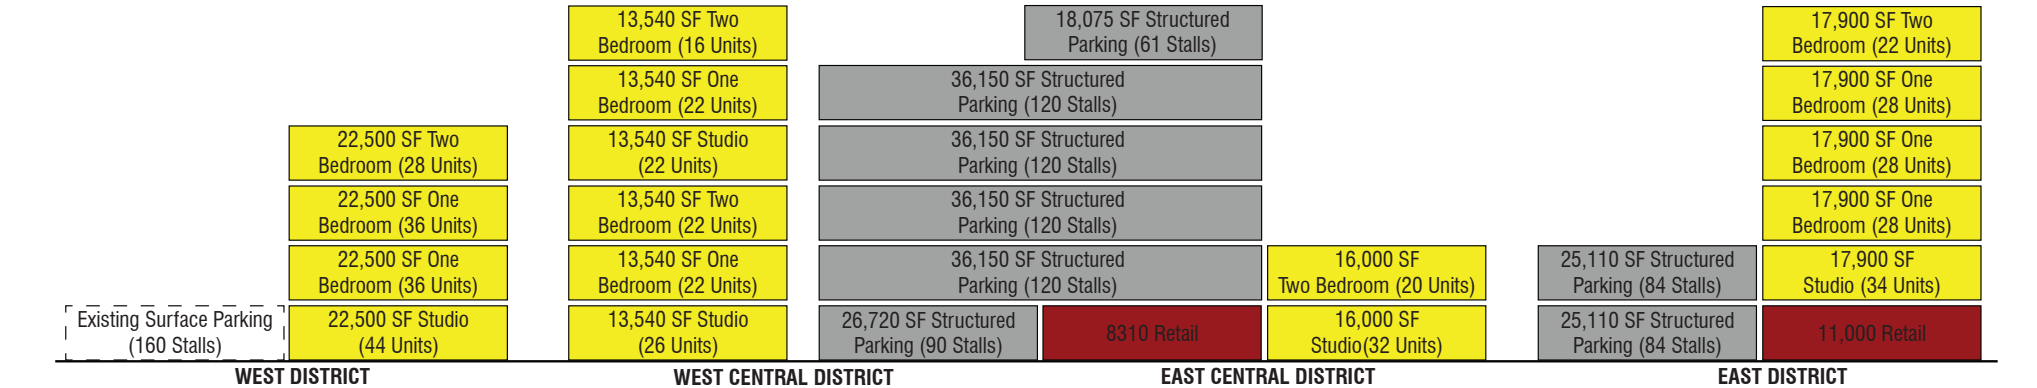 13,540 SF Two
Bedroom (16 Units)
18,075 SF Structured
Parking (61 Stalls)
17,900 SF Two
Bedroom (22 Units)
13,540 SF One
Bedroom (22 Units)
36,150 SF Structured
Parking (120 Stalls)
17,900 SF One
Bedroom (28 Units)
22,500 SF Two
Bedroom (28 Units)
13,540 SF Studio
(22 Units)
36,150 SF Structured
Parking (120 Stalls)
17,900 SF One
Bedroom (28 Units)
22,500 SF One
Bedroom (36 Units)
13,540 SF Two
Bedroom (22 Units)
36,150 SF Structured
Parking (120 Stalls)
17,900 SF One
Bedroom (28 Units)
22,500 SF One
Bedroom (36 Units)
13,540 SF One
Bedroom (22 Units)
36,150 SF Structured
Parking (120 Stalls)
16,000 SF
Two Bedroom (20 Units)
25,110 SF Structured
Parking (84 Stalls)
17,900 SF
Studio (34 Units)
Existing Surface Parking
(160 Stalls)
22,500 SF Studio
(44 Units)
13,540 SF Studio
(26 Units)
26,720 SF Structured
Parking (90 Stalls)
8310 Retail
16,000 SF
Studio(32 Units)
25,110 SF Structured
Parking (84 Stalls)
11,000 Retail
WEST DISTRICT
WEST CENTRAL DISTRICT
EAST CENTRAL DISTRICT
EAST DISTRICT